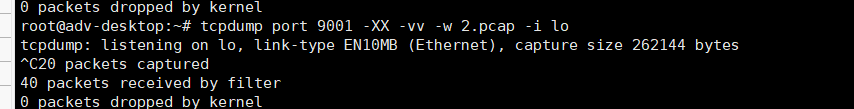 0 packets dropped by kernel
root@adv-desktop:~# tcpdump port 9001 -XX -vv -w 2.pcap -i lo
tcpdump: listening on lo, link-type EN10MB (Ethernet), capture size 262144 bytes
^C20 packets captured
40 packets received by filter
0 packets dropped by kernel